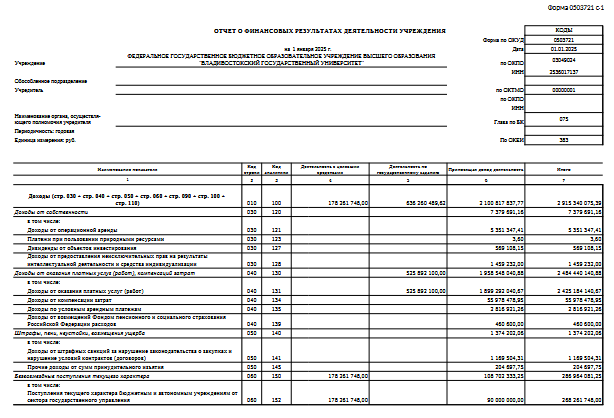 Форма 0503721 с-1
ОТЧЕТ О ФИНАНСОВЫХ РЕЗУЛЬТАТАХ ДЕЯТЕЛЬНОСТИ УЧРЕЖДЕНИЯ
КОДЫ
Форма по ОКУД 0503721
на 1 января 2025 г. Дата 01.01.2025
ФЕДЕРАЛЬНОЕ ГОСУДАРСТВЕННОЕ БЮДЖЕТНОЕ ОБРАЗОВАТЕЛЬНОЕ УЧРЕЖДЕНИЕ ВЫСШЕГО ОБРАЗОВАНИЯ
Учреждение "ВЛАДИВОСТОКСКИЙ ГОСУДАРСТВЕННЫЙ УНИВЕРСИТЕТ" по ОКПО 03049024
ИНН 2536017137
Обособленное подразделение
Учредитель по ОКТМО 00000001
по ОКПО
ИНН
Наименование органа, осуществля-
ющего полномочия учредителя Глава по БК 075
Периодичность: годовая
Единица измерения: руб. По ОКЕИ 383
Наименование показателя Код строки Код аналитики Деятельность с целевыми средствами Деятельность по государственному заданию Приносящая доход деятельность Итого
1 2 3 4 5 6 7
Доходы (стр. 030 + стр. 040 + стр. 050 + стр. 060 + стр. 090 + стр. 100 +
стр. 110) 010 100 178 261 748,00 636 260 489,62 2 100 817 837,77 2 915 340 075,39
Доходы от собственности 030 120 7 379 691,16 7 379 691,16
в том числе:
Доходы от операционной аренды 030 121 5 351 347,41 5 351 347,41
Платежи при пользовании природными ресурсами 030 123 3,60 3,60
Дивиденды от объектов инвестирования 030 127 569 108,15 569 108,15
Доходы от предоставления неисключительных прав на результаты
интеллектуальной деятельности и средства индивидуализации 030 128 1 459 232,00 1 459 232,00
Доходы от оказания платных услуг (работ), компенсаций затрат 040 130 525 892 100,00 1 958 548 040,88 2 484 440 140,88
в том числе:
Доходы от оказания платных услуг (работ) 040 131 525 892 100,00 1 899 292 040,67 2 425 184 140,67
Доходы от компенсации затрат 040 134 55 978 478,95 55 978 478,95
Доходы по условным арендным платежам 040 135 2 816 921,26 2 816 921,26
Доходы от возмещений Фондом пенсионного и социального страхования
Российской Федерации расходов 040 139 460 600,00 460 600,00
Штрафы, пени, неустойки, возмещения ущерба 050 140 1 374 202,06 1 374 202,06
в том числе:
Доходы от штрафных санкций за нарушение законодательства о закупках и
нарушение условий контрактов (договоров) 050 141 1 169 504,31 1 169 504,31
Прочие доходы от сумм принудительного изъятия 050 145 204 697,75 204 697,75
Безвозмездные поступления текущего характера 060 150 178 261 748,00 108 702 333,25 286 964 081,25
в том числе:
Поступления текущего характера бюджетным и автономным учреждениям от
сектора государственного управления 060 152 178 261 748,00 90 000 000,00 268 261 748,00